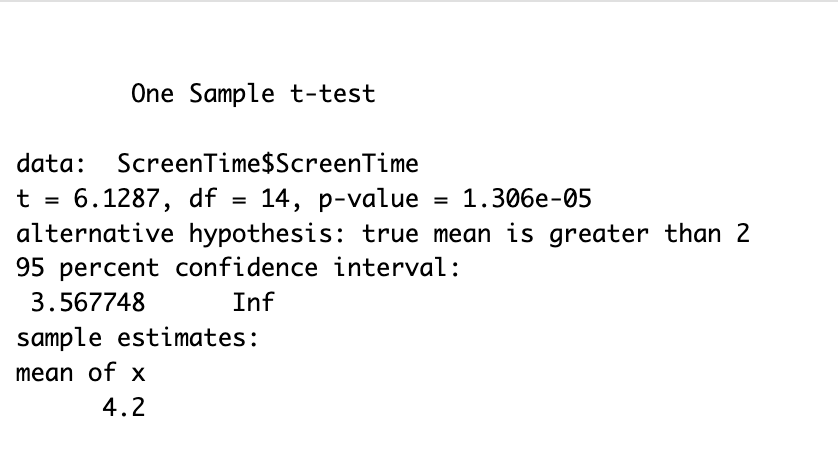 One Sample t-test
data: ScreenTime$ScreenTime
t = 6.1287, df = 14, p-value = 1.306e-05
alternative hypothesis: true mean is greater than 2
95 percent confidence interval:
3.567748 Inf
sample estimates:
mean of x
4.2